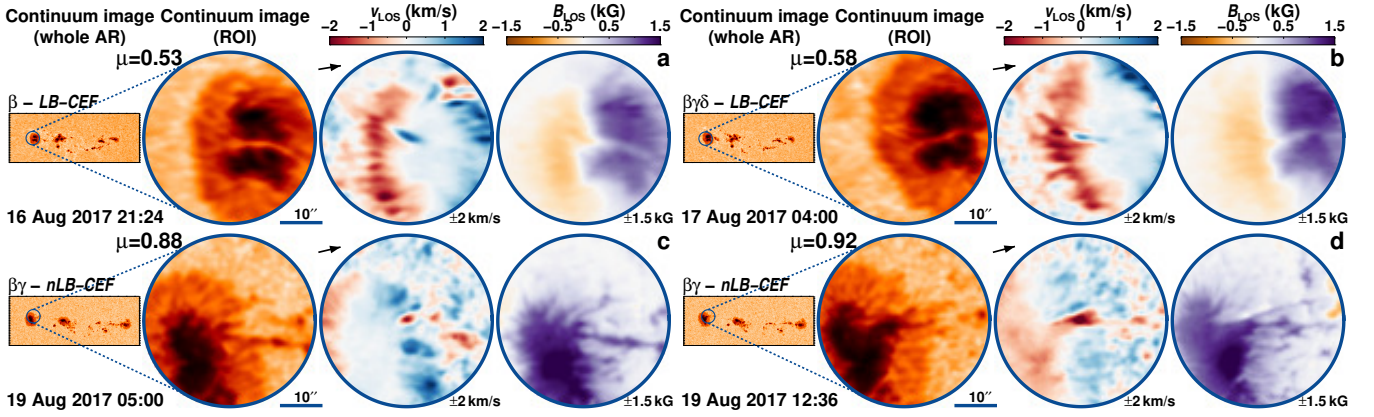 Continuum image (whole AR)
Continuum image (ROI)
v_LOS (km/s)
−2 −1 0 1 2
B_LOS (kG)
−1.5 −0.5 0.5 1.5
Continuum image (whole AR)
Continuum image (ROI)
v_LOS (km/s)
−2 −1 0 1 2
B_LOS (kG)
−1.5 −0.5 0.5 1.5
μ=0.53
a
β − LB−CEF
16 Aug 2017 21:24
10″
±2 km/s
±1.5 kG
μ=0.58
b
βγδ − LB−CEF
17 Aug 2017 04:00
10″
±2 km/s
±1.5 kG
μ=0.88
c
βγ − nLB−CEF
19 Aug 2017 05:00
10″
±2 km/s
±1.5 kG
μ=0.92
d
βγ − nLB−CEF
19 Aug 2017 12:36
10″
±2 km/s
±1.5 kG